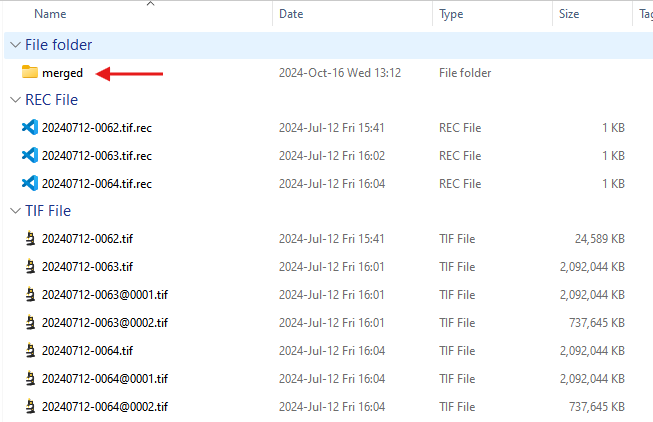 Name Date Type Size Tag
File folder
merged 2024-Oct-16 Wed 13:12 File folder
REC File
20240712-0062.tif.rec 2024-Jul-12 Fri 15:41 REC File 1 KB
20240712-0063.tif.rec 2024-Jul-12 Fri 16:02 REC File 1 KB
20240712-0064.tif.rec 2024-Jul-12 Fri 16:04 REC File 1 KB
TIF File
20240712-0062.tif 2024-Jul-12 Fri 15:41 TIF File 24,589 KB
20240712-0063.tif 2024-Jul-12 Fri 16:01 TIF File 2,092,044 KB
20240712-0063@0001.tif 2024-Jul-12 Fri 16:01 TIF File 2,092,044 KB
20240712-0063@0002.tif 2024-Jul-12 Fri 16:01 TIF File 737,645 KB
20240712-0064.tif 2024-Jul-12 Fri 16:04 TIF File 2,092,044 KB
20240712-0064@0001.tif 2024-Jul-12 Fri 16:04 TIF File 2,092,044 KB
20240712-0064@0002.tif 2024-Jul-12 Fri 16:04 TIF File 737,645 KB